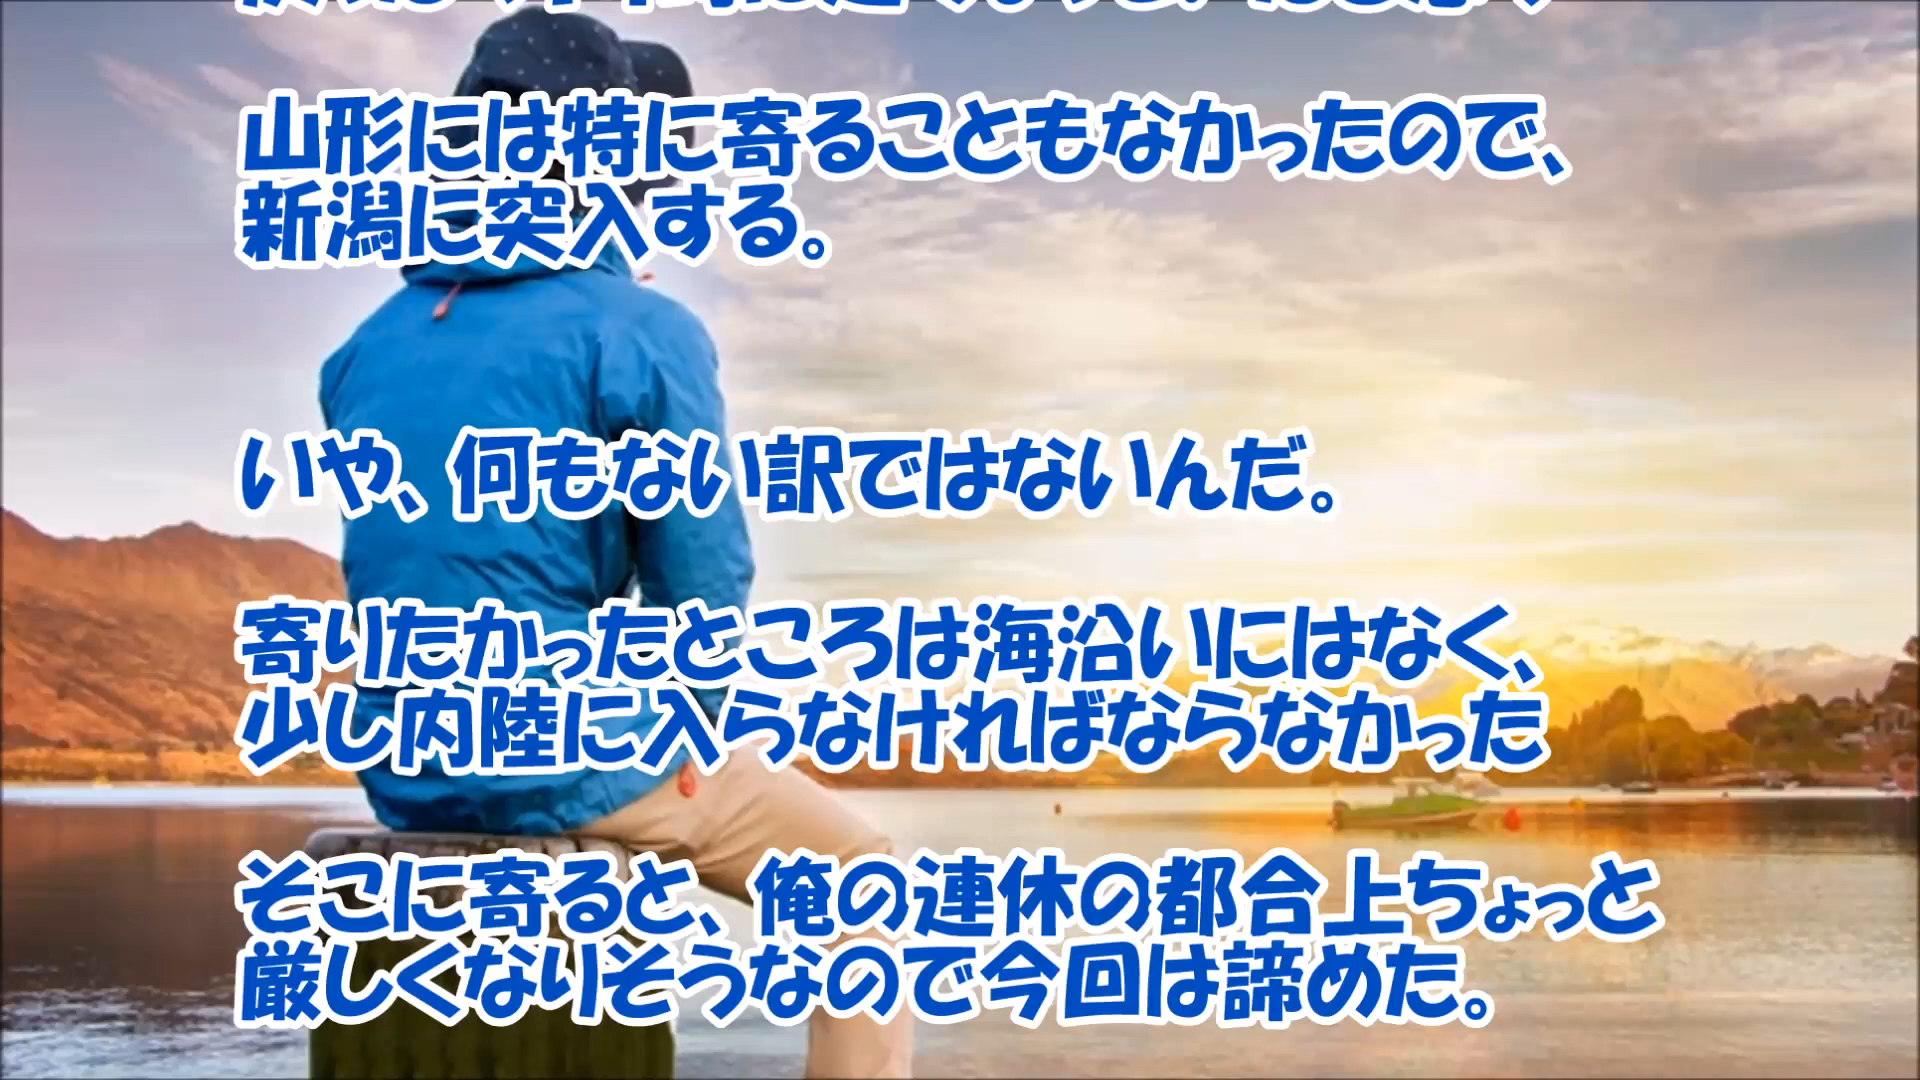 山形には特に寄ることもなかったので、
新潟に突入する。
いや、何もない訳ではないんだ。
寄りたかったところは海沿いにはなく、
少し内陸に入らなければならなかった
そこに寄ると、俺の連休の都合上ちょっと
厳しくなりそうなので今回は諦めた。